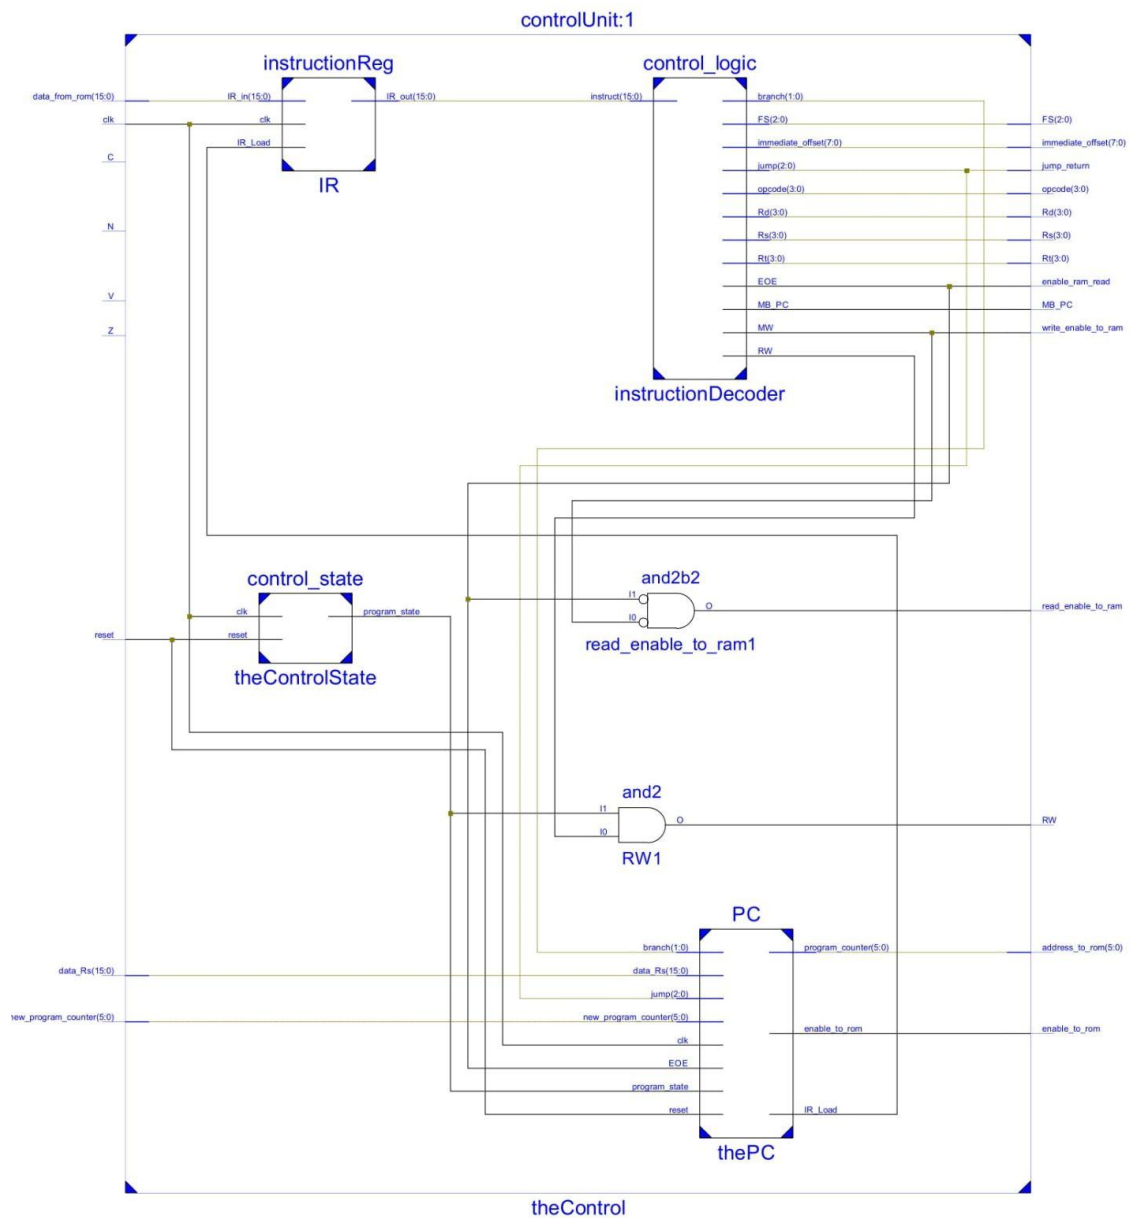 controlUnit:1
instructionReg
control_logic
data_from_rom(15:0)
IR_in(15:0)
IR_out(15:0)
instruct(15:0)
branch(1:0)
clk
clk
FS(2:0)
FS(2:0)
IR_Load
immediate_offset(7:0)
immediate_offset(7:0)
C
jump(2:0)
jump_return
IR
opcode(3:0)
opcode(3:0)
Rd(3:0)
Rd(3:0)
N
Rs(3:0)
Rs(3:0)
Rt(3:0)
Rt(3:0)
EOE
enable_ram_read
V
MB_PC
MB_PC
Z
MW
write_enable_to_ram
RW
instructionDecoder
control_state
and2b2
clk
program_state
I1
O
read_enable_to_ram
I0
reset
reset
read_enable_to_ram1
theControlState
and2
I1
O
RW
I0
RW1
PC
branch(1:0)
program_counter(5:0)
address_to_rom(5:0)
data_Rs(15:0)
data_Rs(15:0)
jump(2:0)
new_program_counter(5:0)
new_program_counter(5:0)
enable_to_rom
enable_to_rom
clk
EOE
program_state
reset
IR_Load
thePC
theControl